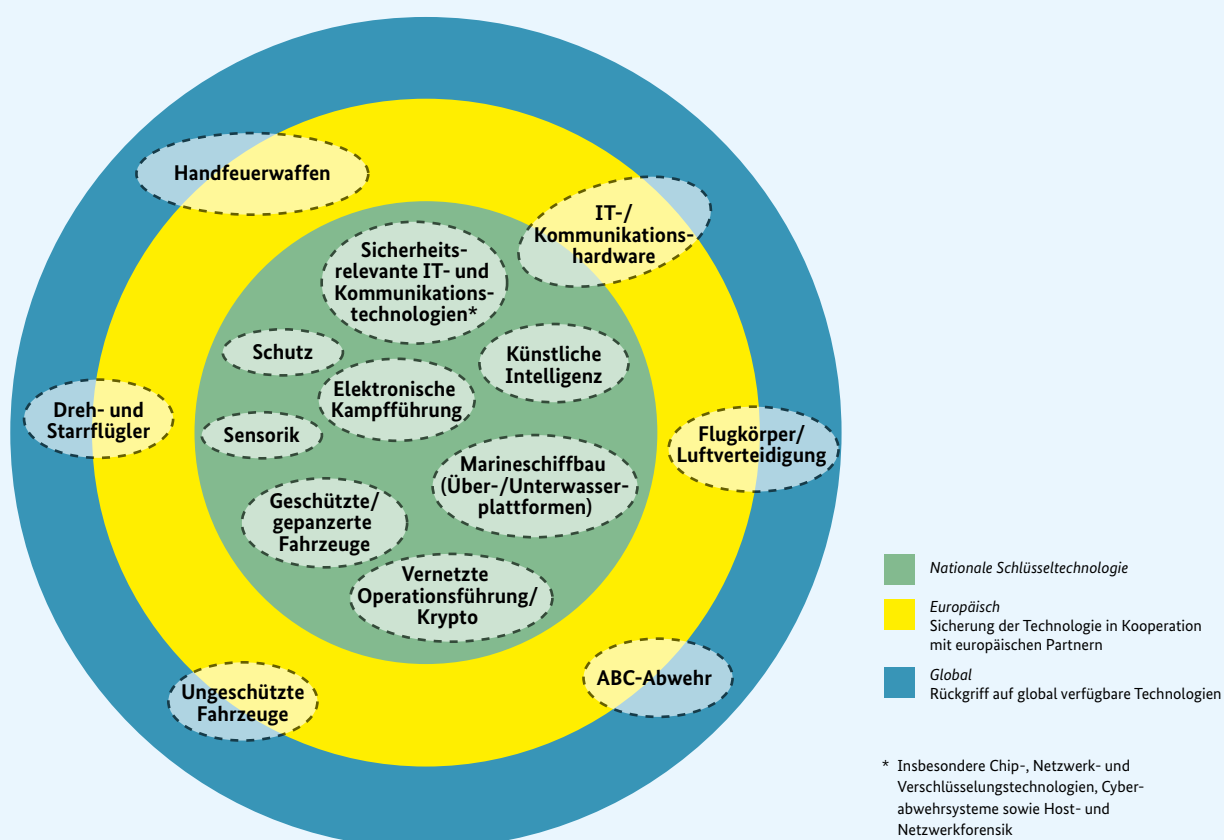 Handfeuerwaffen
IT-/
Kommunikations-
hardware
Sicherheits-
relevante IT- und
Kommunikations-
technologien*
Schutz
Künstliche
Intelligenz
Elektronische
Kampfführung
Dreh- und
Starrflügler
Sensorik
Flugkörper/
Luftverteidigung
Marineschiffbau
(Über-/Unterwasser-
plattformen)
Geschützte/
gepanzerte
Fahrzeuge
Vernetzte
Operationsführung/
Krypto
Ungeschützte
Fahrzeuge
ABC-Abwehr
Nationale Schlüsseltechnologie
Europäisch
Sicherung der Technologie in Kooperation
mit europäischen Partnern
Global
Rückgriff auf global verfügbare Technologien
* Insbesondere Chip-, Netzwerk- und
Verschlüsselungstechnologien, Cyber-
abwehrsysteme sowie Host- und
Netzwerkforensik